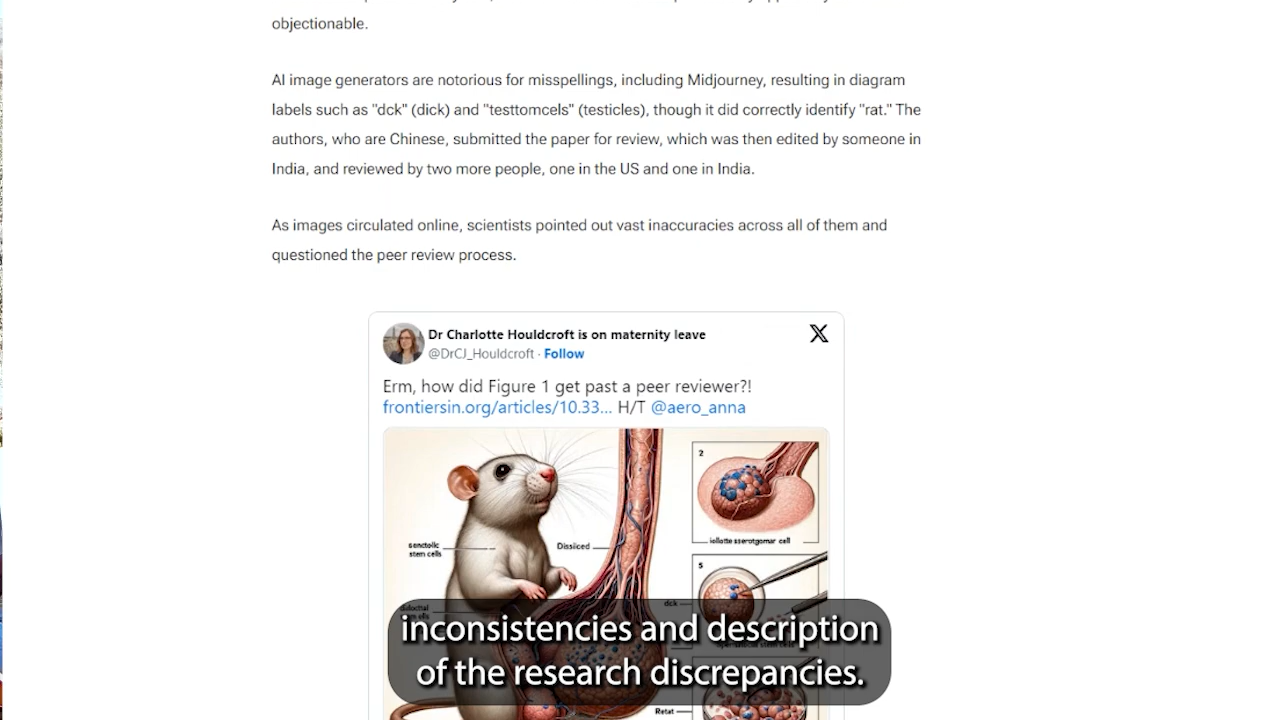 objectionable.
AI image generators are notorious for misspellings, including Midjourney, resulting in diagram
labels such as "dck" (dick) and "testtomcels" (testicles), though it did correctly identify "rat." The
authors, who are Chinese, submitted the paper for review, which was then edited by someone in
India, and reviewed by two more people, one in the US and one in India.
As images circulated online, scientists pointed out vast inaccuracies across all of them and
questioned the peer review process.
Dr Charlotte Houldcroft is on maternity leave
@DrCJ_Houldcroft · Follow
X
Erm, how did Figure 1 get past a peer reviewer?!
frontiersin.org/articles/10.33... H/T @aero_anna
2
iollotte sserotgomar cell
senctolic
stem cells
Dissilced
5
dck
Retat
inconsistencies and description
of the research discrepancies.